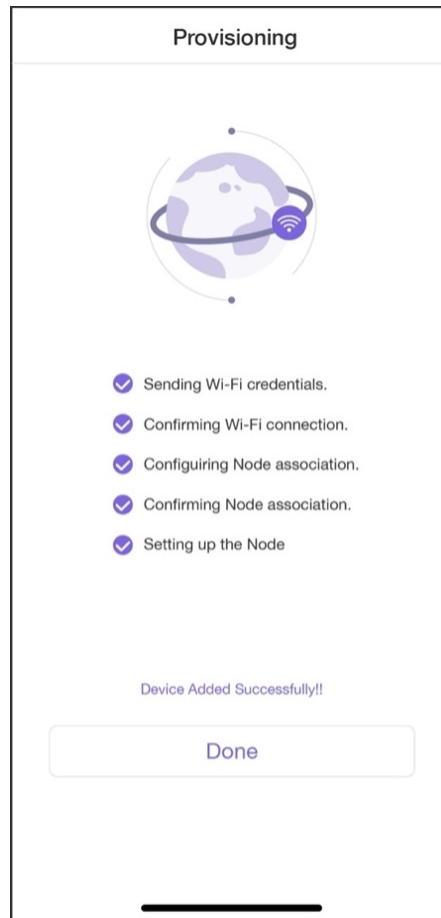 Provisioning
Sending Wi-Fi credentials.
Confirming Wi-Fi connection.
Configuiring Node association.
Confirming Node association.
Setting up the Node
Device Added Successfully!!
Done